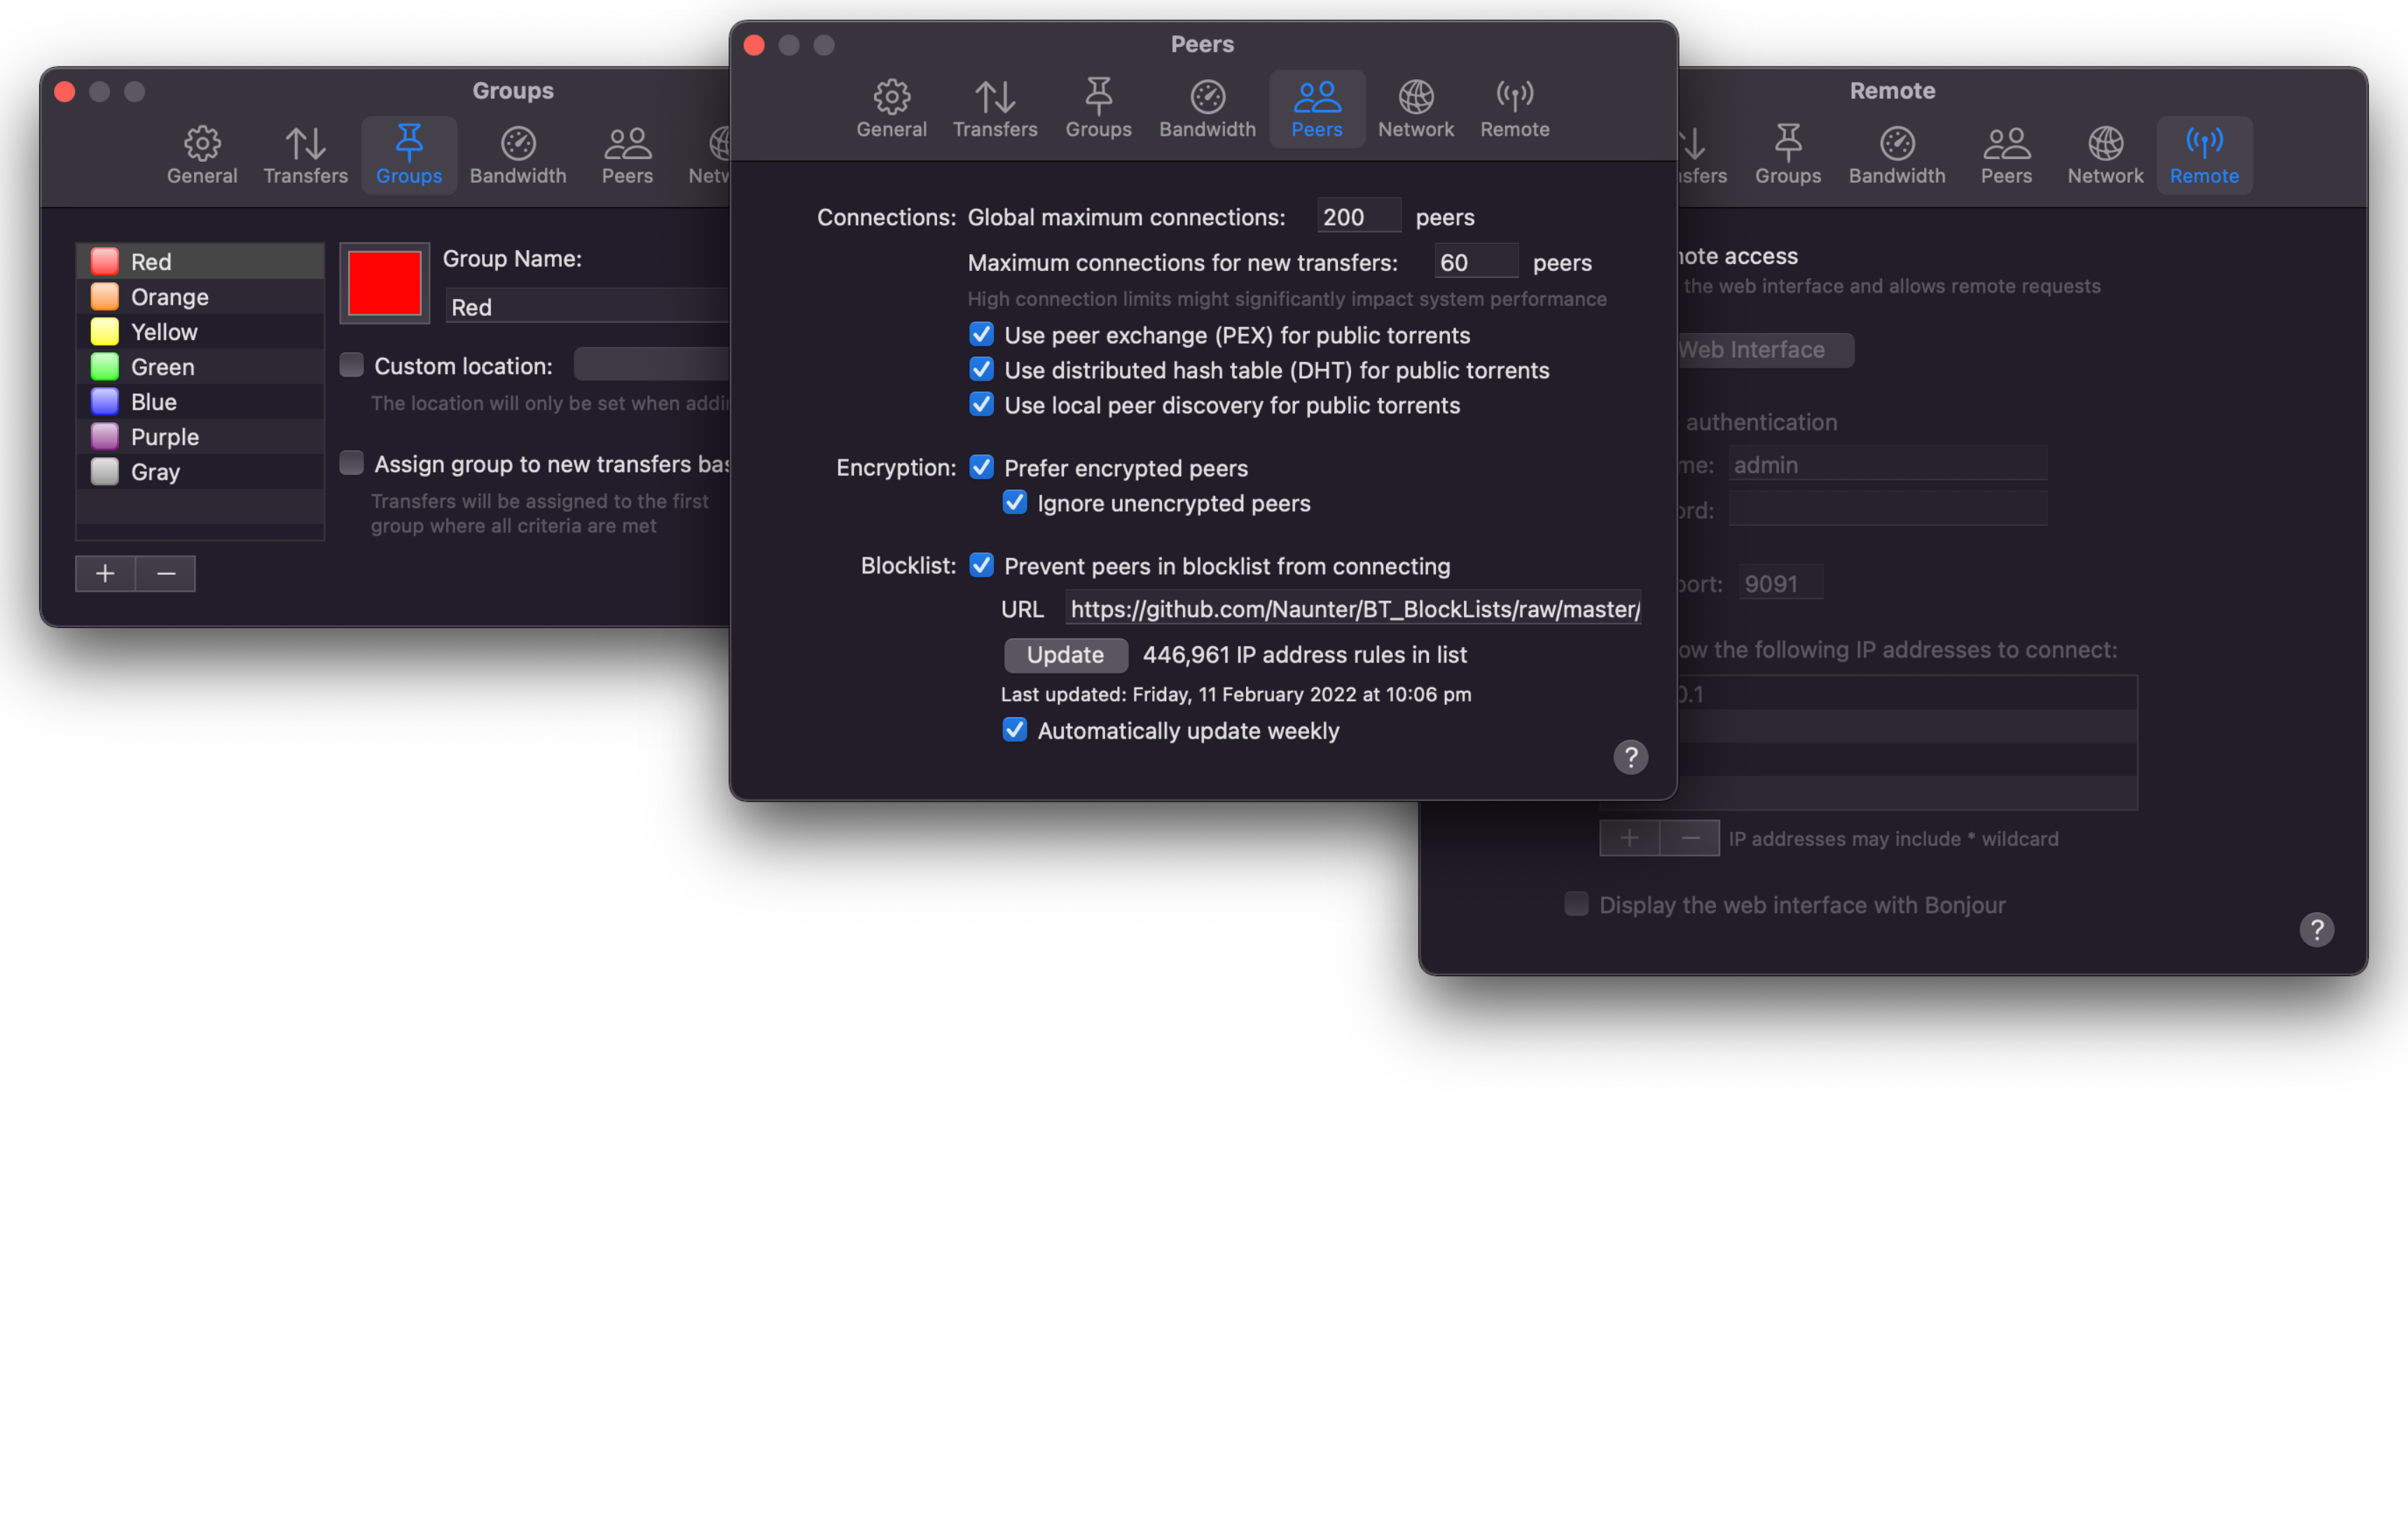 Groups
General Transfers Groups Bandwidth Peers
Red
Orange
Yellow
Green
Blue
Purple
Gray
+ −
Group Name:
Red
Custom location:
The location will only be set when
Assign group to new transfers
Transfers will be assigned to the first
group where all criteria are met
Peers
General Transfers Groups Bandwidth Peers Network Remote
Connections: Global maximum connections: 200 peers
Maximum connections for new transfers: 60 peers
High connection limits might significantly impact system performance
Use peer exchange (PEX) for public torrents
Use distributed hash table (DHT) for public torrents
Use local peer discovery for public torrents
Encryption: Prefer encrypted peers
Ignore unencrypted peers
Blocklist: Prevent peers in blocklist from connecting
URL https://github.com/Naunter/BT_BlockLists/raw/master/
Update 446,961 IP address rules in list
Last updated: Friday, 11 February 2022 at 10:06 pm
Automatically update weekly
?
Remote
Groups Bandwidth Peers Network Remote
access
the web interface and allows remote requests
Web Interface
authentication
admin
9091
the following IP addresses to connect:
0.1
+ − IP addresses may include * wildcard
Display the web interface with Bonjour
?